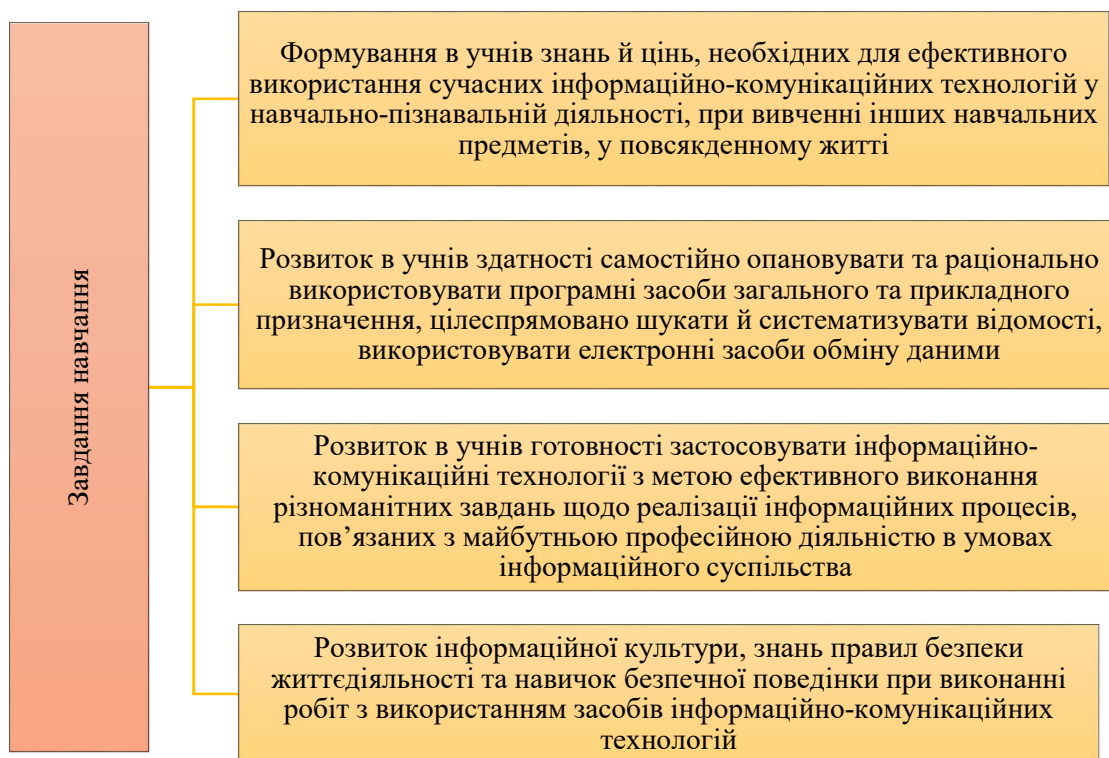 Завдання навчання
Формування в учнів знань й цінь, необхідних для ефективного
використання сучасних інформаційно-комунікаційних технологій у
навчально-пізнавальній діяльності, при вивченні інших навчальних
предметів, у повсякденному житті
Розвиток в учнів здатності самостійно опановувати та раціонально
використовувати програмні засоби загального та прикладного
призначення, цілеспрямовано шукати й систематизувати відомості,
використовувати електронні засоби обміну даними
Розвиток в учнів готовності застосовувати інформаційно-
комунікаційні технології з метою ефективного виконання
різноманітних завдань щодо реалізації інформаційних процесів,
пов’язаних з майбутньою професійною діяльністю в умовах
інформаційного суспільства
Розвиток інформаційної культури, знань правил безпеки
життєдіяльності та навичок безпечної поведінки при виконанні
робіт з використанням засобів інформаційно-комунікаційних
технологій